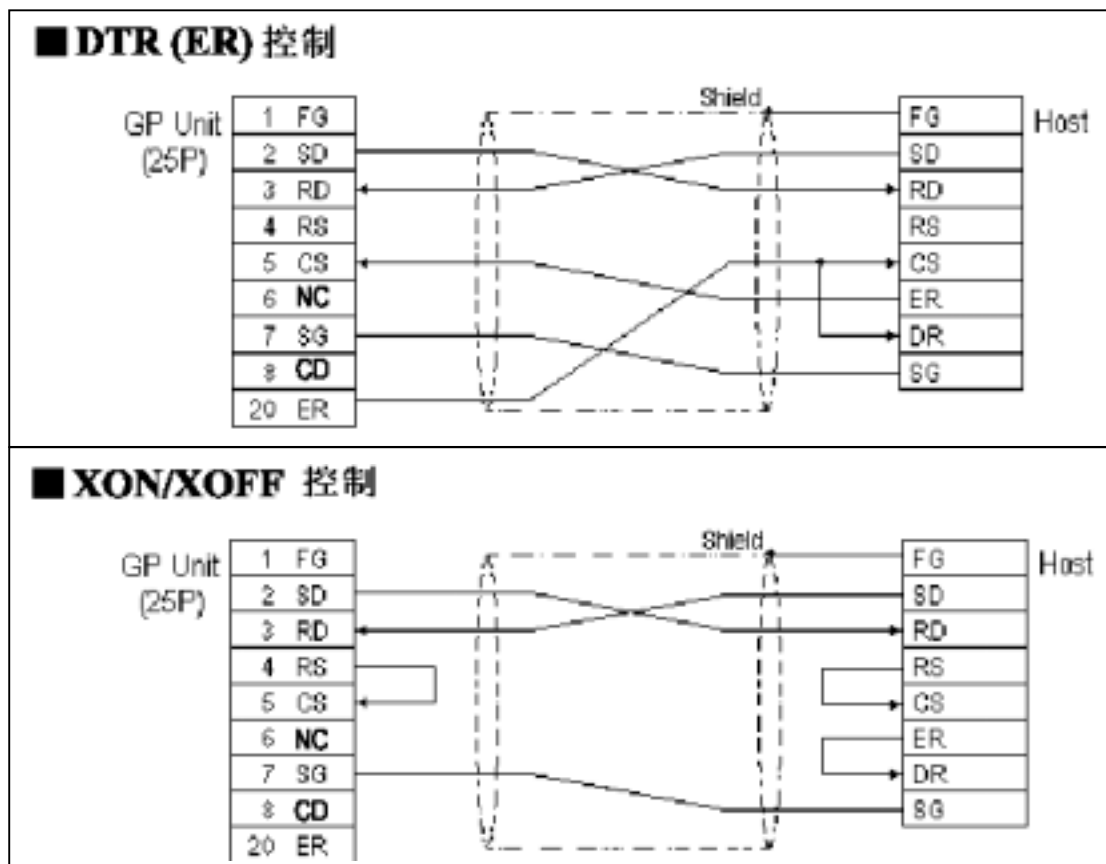 ■ DTR (ER) 控制
Shield
GP Unit
(25P)
1 FG
2 SD
3 RD
4 RS
5 CS
6 NC
7 SG
8 CD
20 ER
FG
SD
RD
RS
CS
ER
DR
SG
Host
■ XON/XOFF 控制
Shield
GP Unit
(25P)
1 FG
2 SD
3 RD
4 RS
5 CS
6 NC
7 SG
8 CD
20 ER
FG
SD
RD
RS
CS
ER
DR
SG
Host